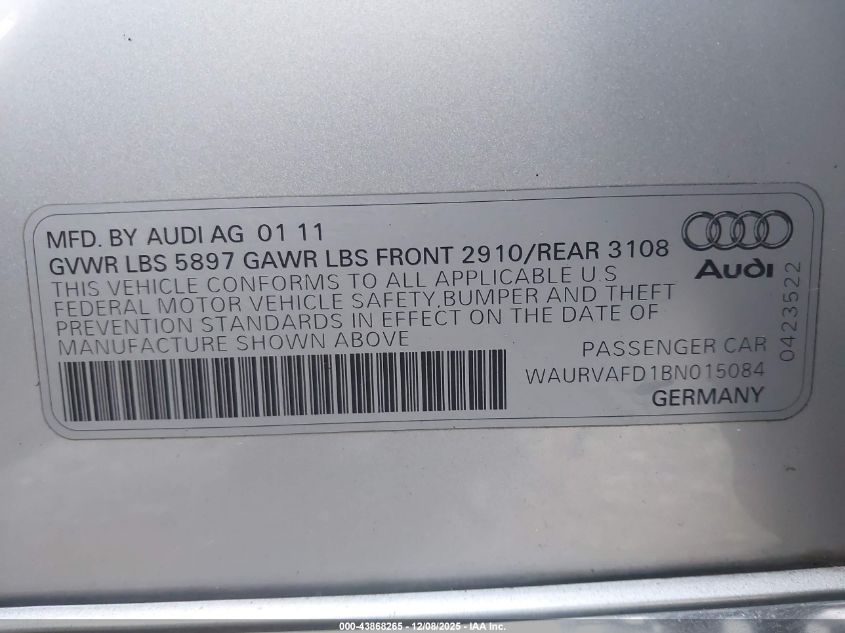 MFD. BY AUDI AG 01 11
GVWR LBS 5897 GAWR LBS FRONT 2910/REAR 3108
THIS VEHICLE CONFORMS TO ALL APPLICABLE U S
FEDERAL MOTOR VEHICLE SAFETY,BUMPER AND THEFT
PREVENTION STANDARDS IN EFFECT ON THE DATE OF
MANUFACTURE SHOWN ABOVE
Audi
0423522
PASSENGER CAR
WAURVAFD1BN015084
GERMANY
000-43868265 - 12/08/2025 - IAA Inc.